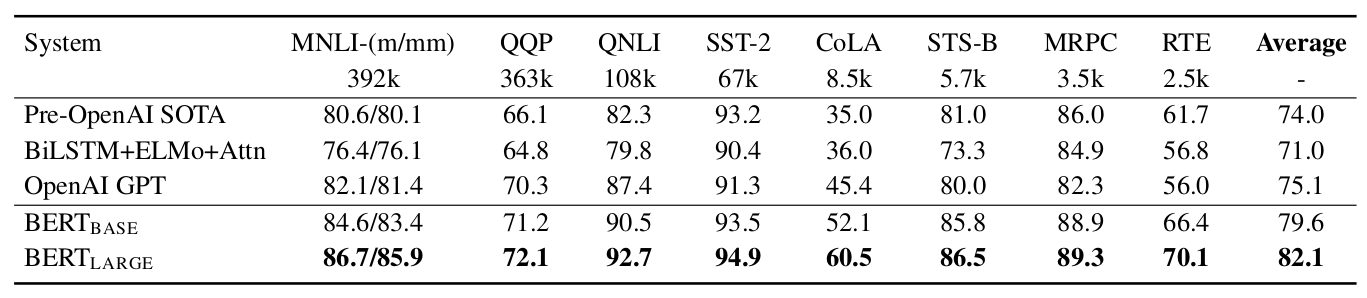 System MNLI-(m/mm) QQP QNLI SST-2 CoLA STS-B MRPC RTE Average
392k 363k 108k 67k 8.5k 5.7k 3.5k 2.5k -
Pre-OpenAI SOTA 80.6/80.1 66.1 82.3 93.2 35.0 81.0 86.0 61.7 74.0
BiLSTM+ELMo+Attn 76.4/76.1 64.8 79.8 90.4 36.0 73.3 84.9 56.8 71.0
OpenAI GPT 82.1/81.4 70.3 87.4 91.3 45.4 80.0 82.3 56.0 75.1
BERTBASE 84.6/83.4 71.2 90.5 93.5 52.1 85.8 88.9 66.4 79.6
BERTLARGE 86.7/85.9 72.1 92.7 94.9 60.5 86.5 89.3 70.1 82.1